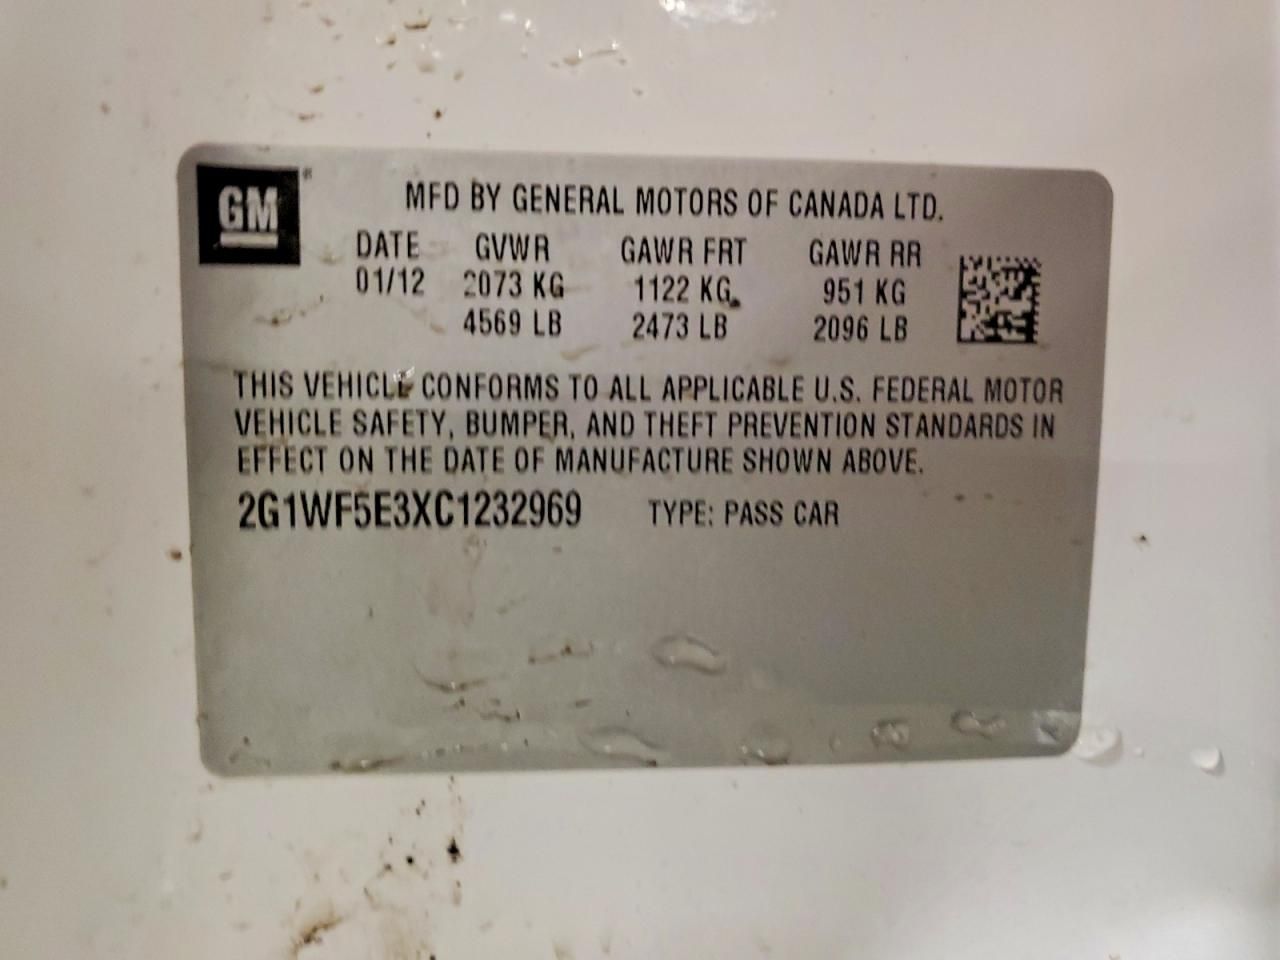 GM®
MFD BY GENERAL MOTORS OF CANADA LTD.
DATE GVWR GAWR FRT GAWR RR
01/12 2073 KG 1122 KG 951 KG
4569 LB 2473 LB 2096 LB
THIS VEHICLE CONFORMS TO ALL APPLICABLE U.S. FEDERAL MOTOR
VEHICLE SAFETY, BUMPER, AND THEFT PREVENTION STANDARDS IN
EFFECT ON THE DATE OF MANUFACTURE SHOWN ABOVE.
2G1WF5E3XC1232969 TYPE: PASS CAR